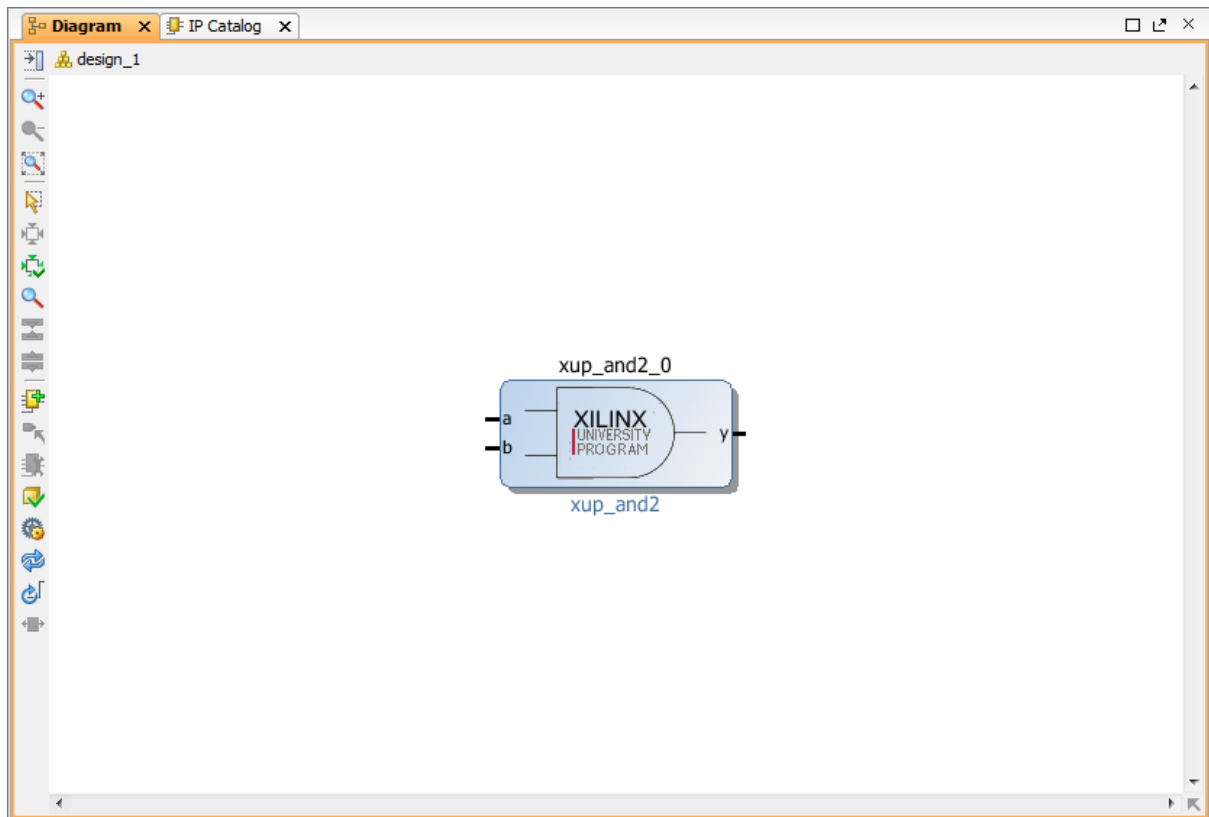 Diagram X IP Catalog X
design_1
xup_and2_0
a
XILINX
UNIVERSITY
y
b
PROGRAM
xup_and2